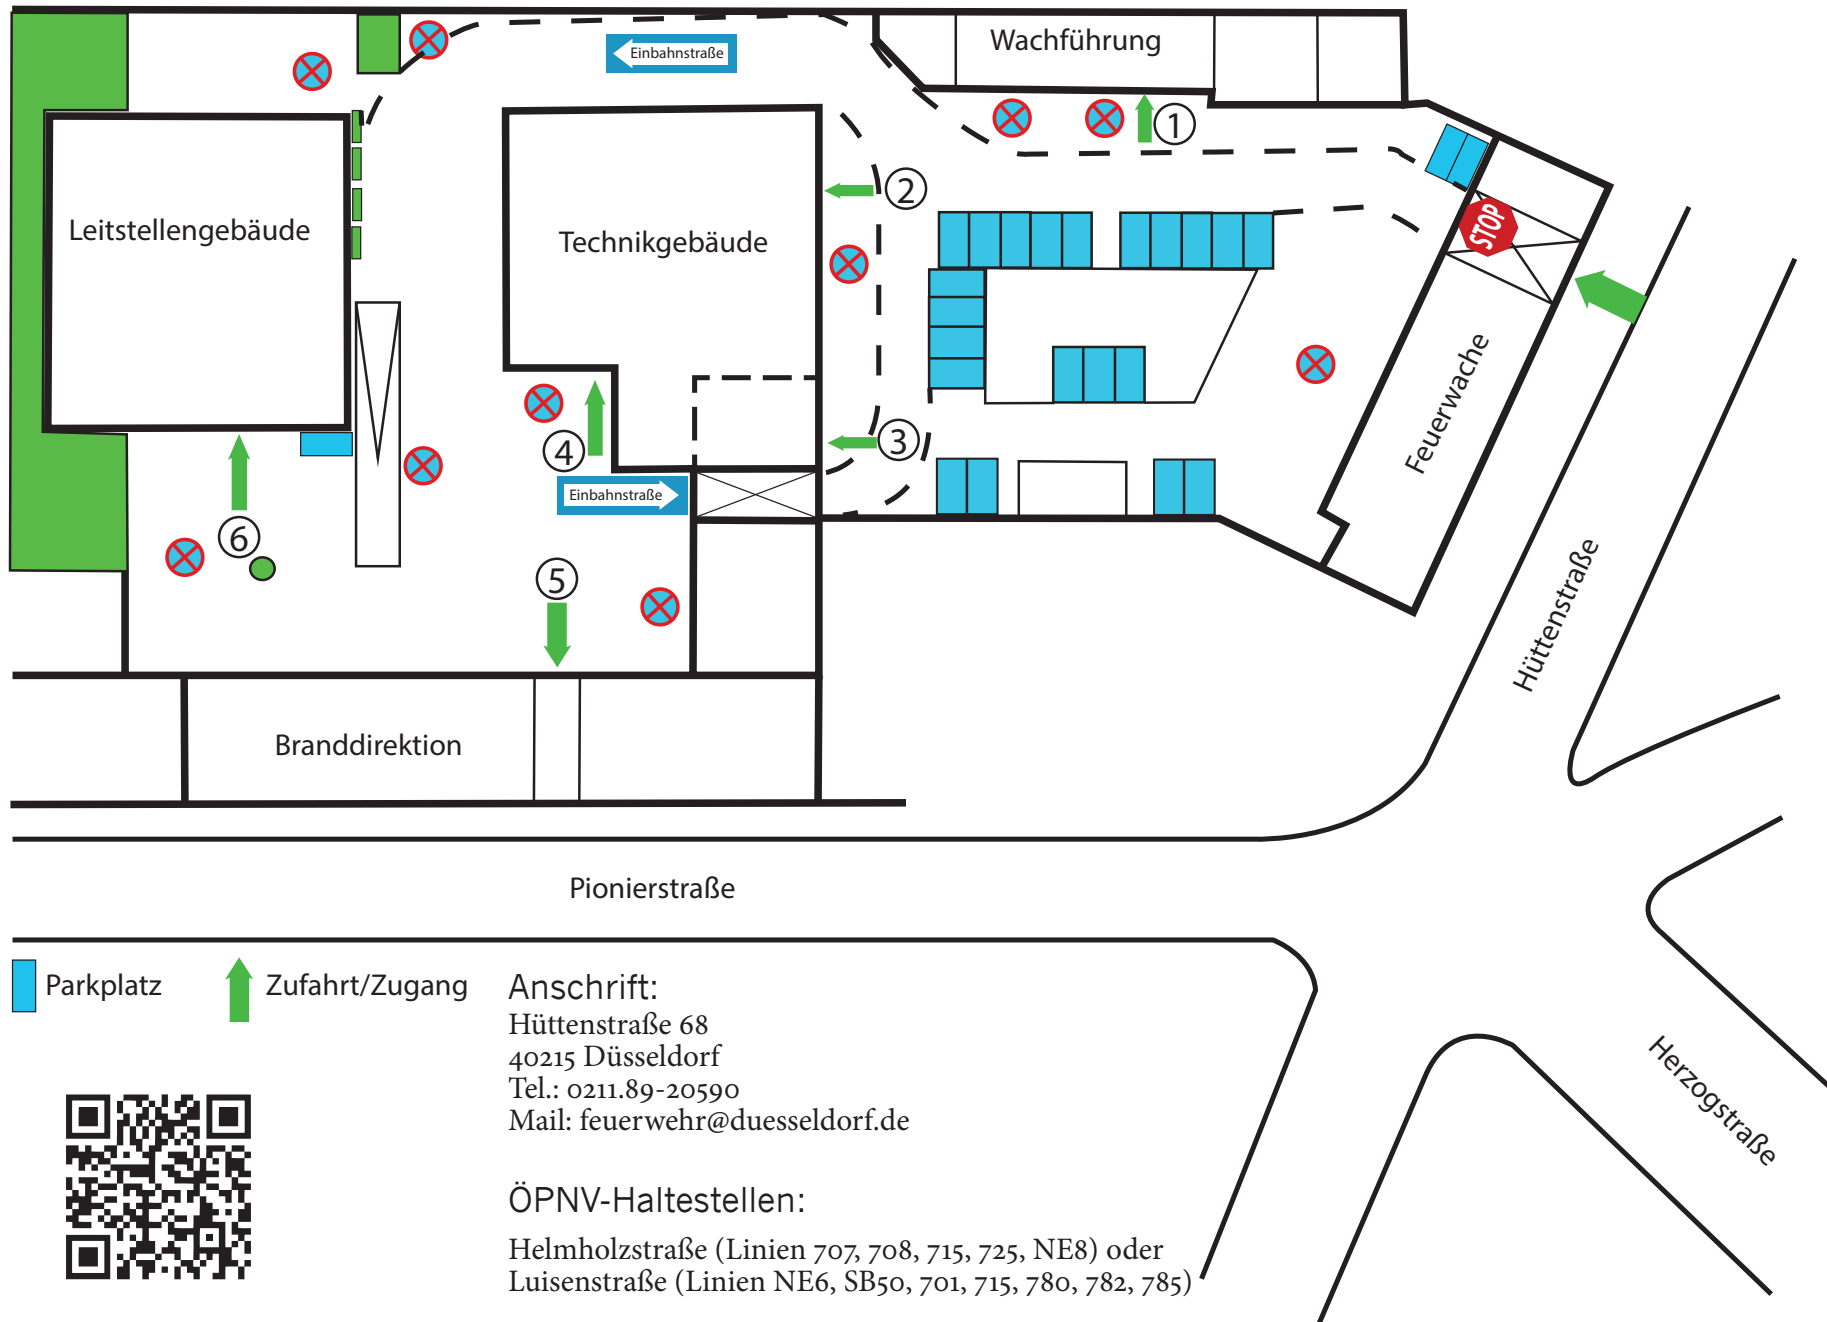 Wachführung
Einbahnstraße
1
2
STOP
Leitstellengebäude
Technikgebäude
Feuerwache
3
4
Einbahnstraße
6
5
Hüttenstraße
Branddirektion
Pionierstraße
Parkplatz
Zufahrt/Zugang
Anschrift:
Hüttenstraße 68
40215 Düsseldorf
Tel.: 0211.89-20590
Mail: feuerwehr@duesseldorf.de
Herzogstraße
ÖPNV-Haltestellen:
Helmholzstraße (Linien 707, 708, 715, 725, NE8) oder
Luisenstraße (Linien NE6, SB50, 701, 715, 780, 782, 785)